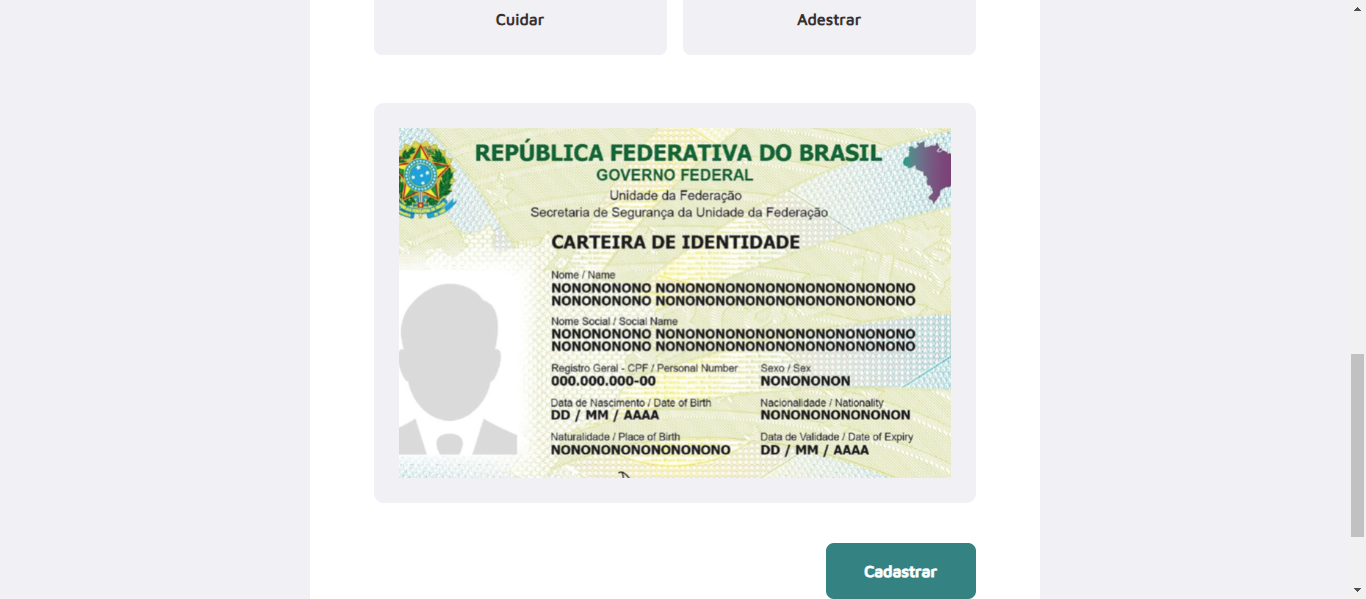 Cuidar
Adestrar
REPÚBLICA FEDERATIVA DO BRASIL
GOVERNO FEDERAL
Unidade da Federação
Secretaria de Segurança da Unidade da Federação
CARTEIRA DE IDENTIDADE
Nome / Name
NONONONONO NONONONONONONONONONONONONO
NONONONONO NONONONONONONONONONONONONO
Nome Social / Social Name
NONONONONO NONONONONONONONONONONONONO
NONONONONO NONONONONONONONONONONONONO
Registro Geral - CPF / Personal Number
000.000.000-00
Sexo / Sex
NONONONON
Data de Nascimento / Date of Birth
DD / MM / AAAA
Nacionalidade / Nationality
NONONONONONONON
Naturalidade / Place of Birth
NONONONONONONONONO
Data de Validade / Date of Expiry
DD / MM / AAAA
Cadastrar